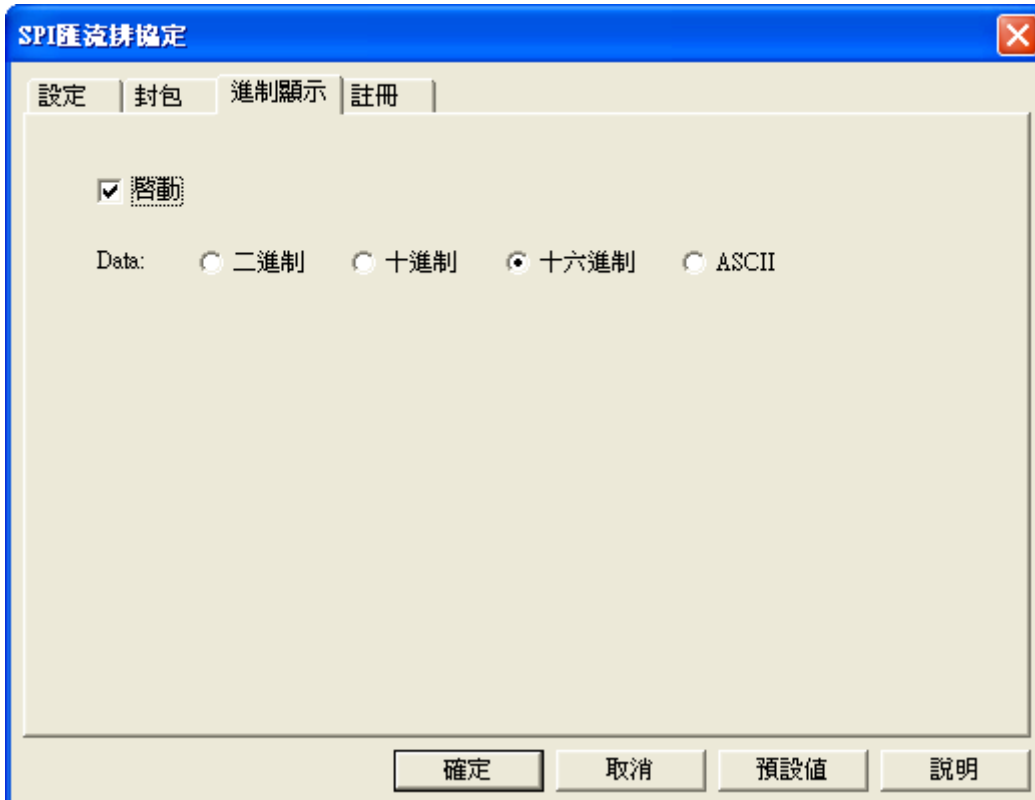 SPI匯流排協定
設定 封包 進制顯示 註冊
啓動
Data: 二進制 十進制 十六進制 ASCII
確定 取消 預設值 說明